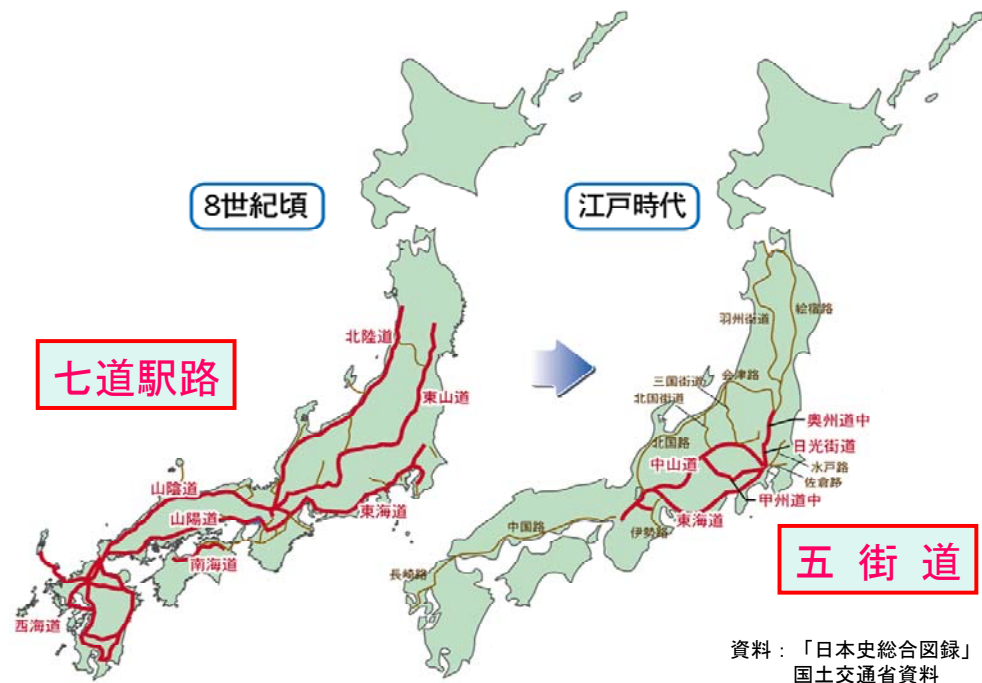 8世紀頃
七道駅路
北陸道
東山道
山陰道
山陽道
東海道
南海道
西海道
江戸時代
羽州街道
絵宿路
会津路
三国街道
北国街道
奥州道中
北国路
日光街道
中山道
水戸路
佐倉路
甲州道中
東海道
伊勢路
中国路
長崎路
五 街 道
資料：「日本史総合図録」
国土交通省資料